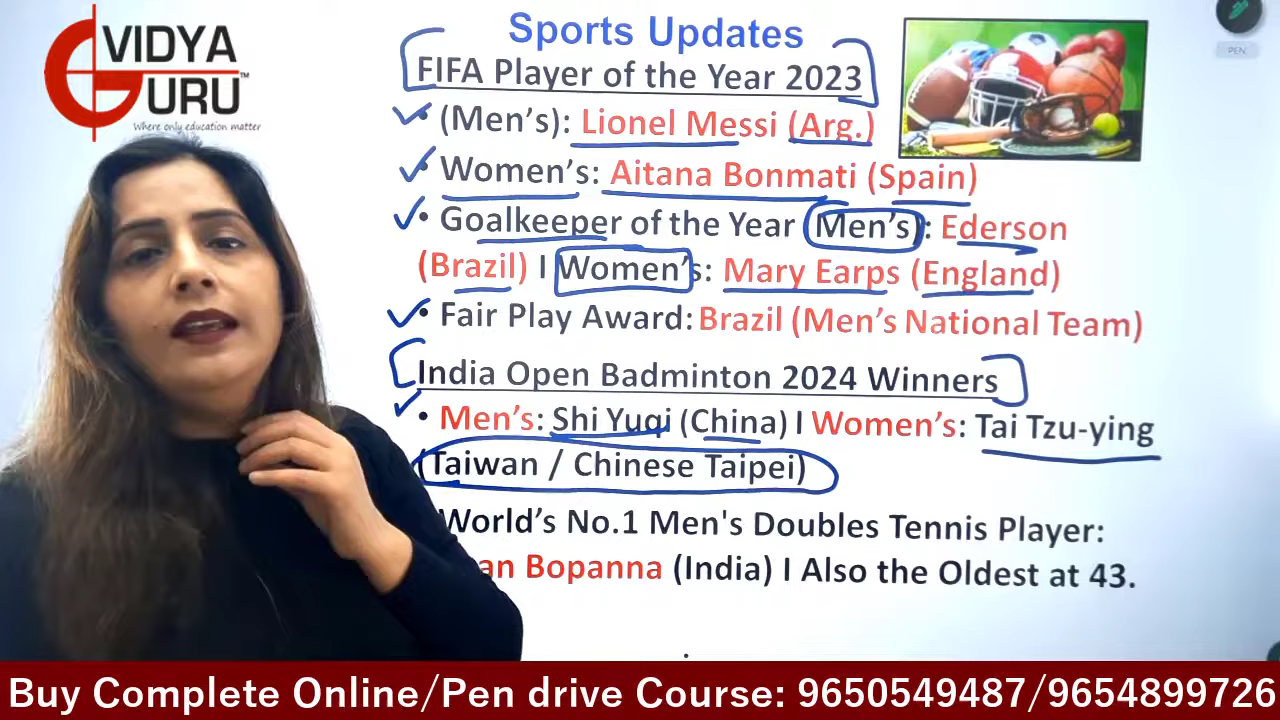 VIDYA
GURU™
Where only education matter
Sports Updates
PEN
FIFA Player of the Year 2023
• (Men's): Lionel Messi (Arg.)
• Women's: Aitana Bonmati (Spain)
• Goalkeeper of the Year (Men's): Ederson
(Brazil) I Women's: Mary Earps (England)
• Fair Play Award: Brazil (Men's National Team)
India Open Badminton 2024 Winners
• Men's: Shi Yuqi (China) I Women's: Tai Tzu-ying
(Taiwan / Chinese Taipei)
World's No.1 Men's Doubles Tennis Player:
an Bopanna (India) I Also the Oldest at 43.
Buy Complete Online/Pen drive Course: 9650549487/9654899726